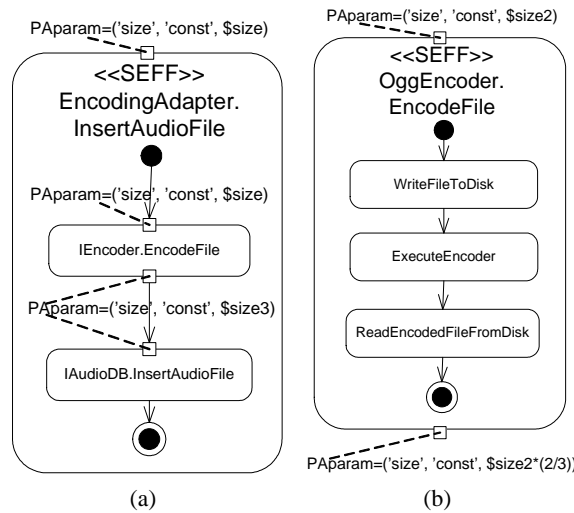 PAparam=('size', 'const', $size)
<<SEFF>>
EncodingAdapter.
InsertAudioFile
PAparam=('size', 'const', $size)
IEncoder.EncodeFile
PAparam=('size', 'const', $size3)
IAudioDB.InsertAudioFile
(a)
PAparam=('size', 'const', $size2)
<<SEFF>>
OggEncoder.
EncodeFile
WriteFileToDisk
ExecuteEncoder
ReadEncodedFileFromDisk
PAparam=('size', 'const', $size2*(2/3))
(b)